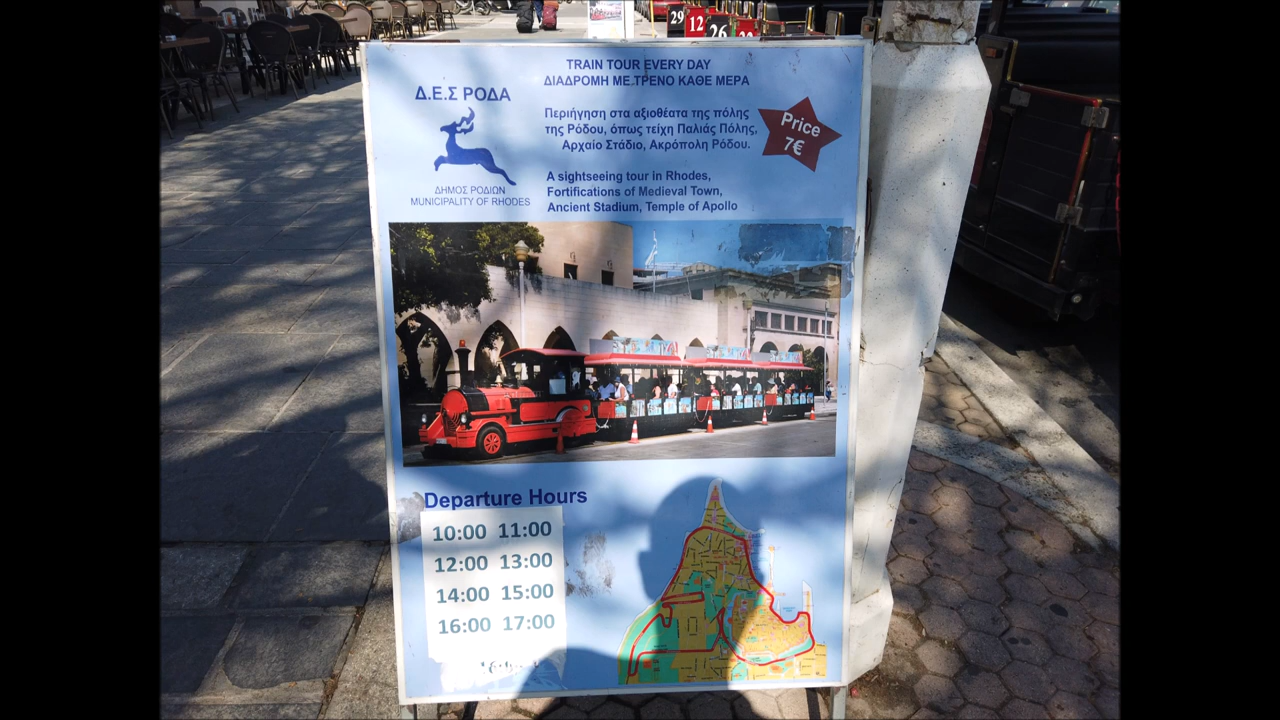 29 12 26
TRAIN TOUR EVERY DAY
ΔΙΑΔΡΟΜΗ ΜΕ ΤΡΕΝΟ ΚΑΘΕ ΜΕΡΑ
Δ.Ε.Σ ΡΟΔΑ
ΔΗΜΟΣ ΡΟΔΙΩΝ
MUNICIPALITY OF RHODES
Περιήγηση στα αξιοθέατα της πόλης
της Ρόδου, όπως τείχη Παλιάς Πόλης,
Αρχαίο Στάδιο, Ακρόπολη Ρόδου.
Price
7€
A sightseeing tour in Rhodes,
Fortifications of Medieval Town,
Ancient Stadium, Temple of Apollo
Departure Hours
10:00 11:00
12:00 13:00
14:00 15:00
16:00 17:00